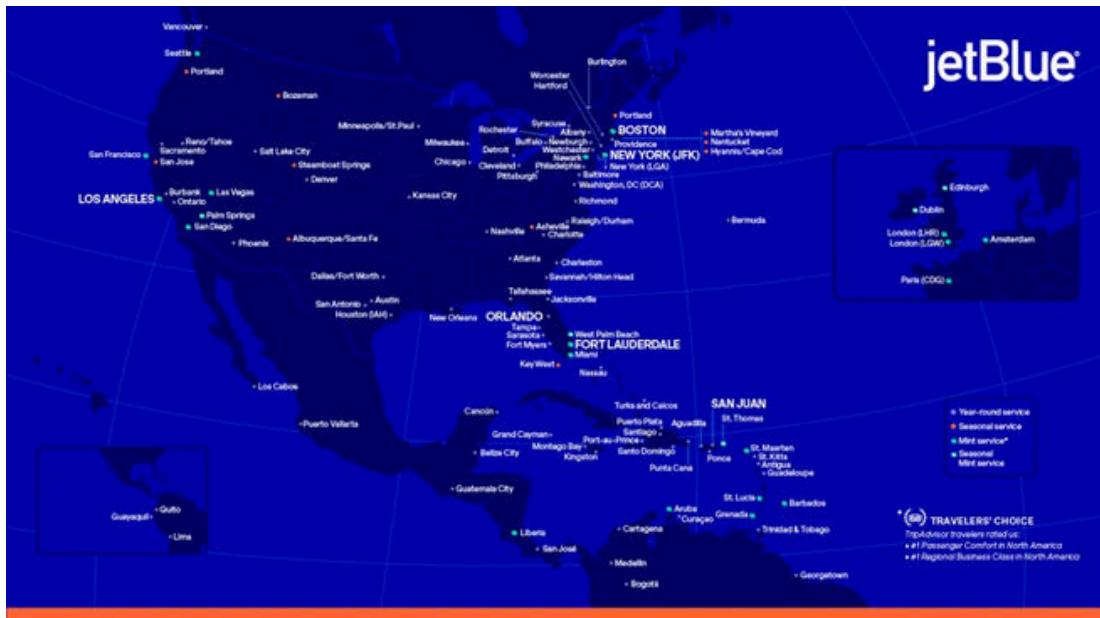 jetBlue
Vancouver
Seattle
Portland
Bozeman
Minneapolis/St.Paul
Milwaukee
Chicago
Detroit
Cleveland
Pittsburgh
Rochester
Buffalo
Syracuse
Albany
Newburgh
Westchester
Newark
Philadelphia
Burlington
Worcester
Hartford
Portland
BOSTON
Providence
NEW YORK (JFK)
New York (LGA)
Baltimore
Washington, DC (DCA)
Richmond
Martha's Vineyard
Nantucket
Hyannis/Cape Cod
Reno/Tahoe
Sacramento
San Francisco
San Jose
Salt Lake City
Steamboat Springs
Denver
Kansas City
LOS ANGELES
Burbank
Ontario
Las Vegas
Palm Springs
San Diego
Phoenix
Albuquerque/Santa Fe
Nashville
Asheville
Raleigh/Durham
Charlotte
Bermuda
Atlanta
Charleston
Savannah/Hilton Head
Dallas/Fort Worth
Austin
San Antonio
Houston (IAH)
New Orleans
Tallahassee
Jacksonville
ORLANDO
Tampa
Sarasota
Fort Myers
West Palm Beach
FORT LAUDERDALE
Miami
Key West
Nassau
Edinburgh
Dublin
London (LHR)
London (LGW)
Amsterdam
Paris (CDG)
Los Cabos
Puerto Vallarta
Cancún
Belize City
Guatemala City
Grand Cayman
Montego Bay
Kingston
Turks and Caicos
Puerto Plata
Santiago
Port-au-Prince
Santo Domingo
Aguadilla
Punta Cana
SAN JUAN
St. Thomas
Ponce
St. Maarten
St. Kitts
Antigua
Guadeloupe
St. Lucia
Barbados
Grenada
Trinidad & Tobago
Aruba
Curaçao
Liberia
San José
Cartagena
Medellín
Bogotá
Georgetown
Quito
Guayaquil
Lima
Year-round service
Seasonal service
Mint service*
Seasonal
Mint service
* TRAVELERS' CHOICE
TripAdvisor travelers rated us:
• #1 Passenger Comfort in North America
• #1 Regional Business Class in North America